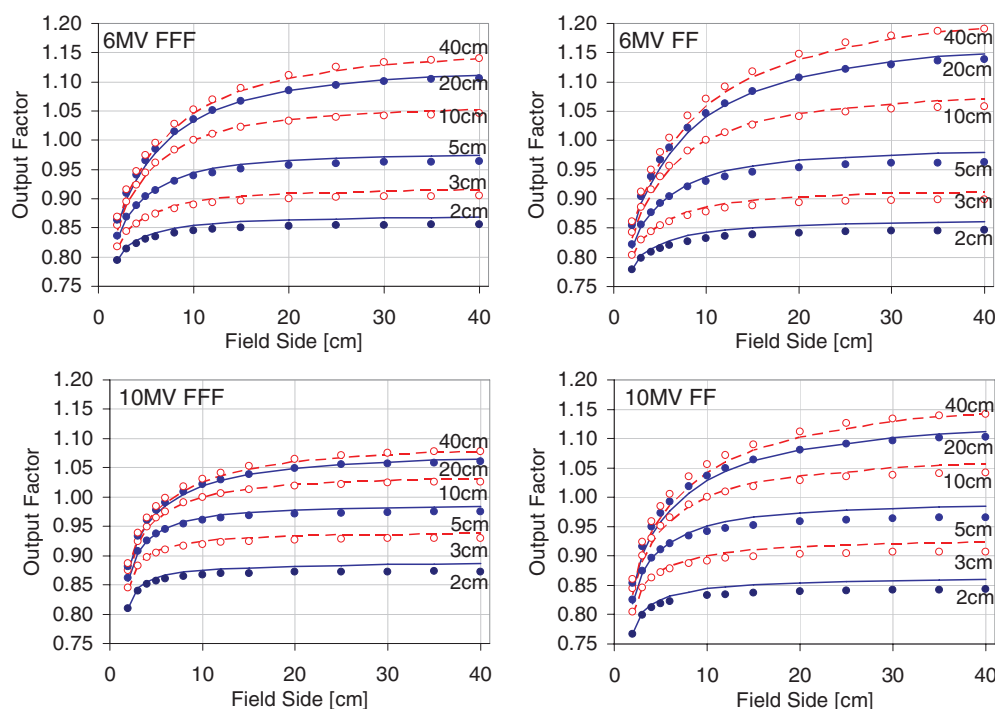 6MV FFF
1.20
1.15
1.10
1.05
1.00
0.95
0.90
0.85
0.80
0.75
Output Factor
40cm
20cm
10cm
5cm
3cm
2cm
0 10 20 30 40
Field Side [cm]
6MV FF
1.20
1.15
1.10
1.05
1.00
0.95
0.90
0.85
0.80
0.75
Output Factor
40cm
20cm
10cm
5cm
3cm
2cm
0 10 20 30 40
Field Side [cm]
10MV FFF
1.20
1.15
1.10
1.05
1.00
0.95
0.90
0.85
0.80
0.75
Output Factor
40cm
20cm
10cm
5cm
3cm
2cm
0 10 20 30 40
Field Side [cm]
10MV FF
1.20
1.15
1.10
1.05
1.00
0.95
0.90
0.85
0.80
0.75
Output Factor
40cm
20cm
10cm
5cm
3cm
2cm
0 10 20 30 40
Field Side [cm]